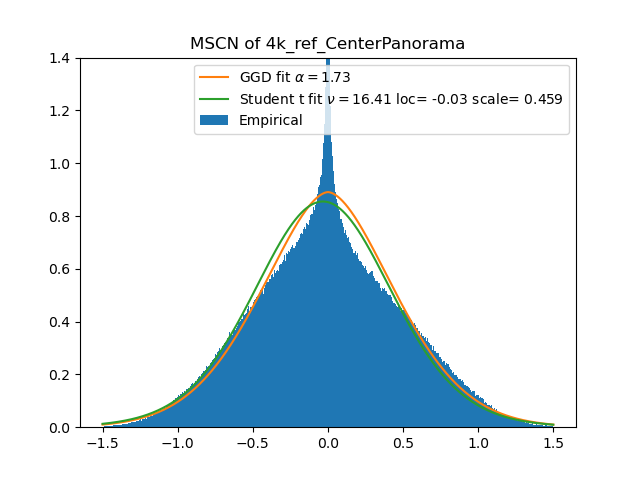 MSCN of 4k_ref_CenterPanorama
GGD fit α = 1.73
Student t fit ν = 16.41 loc= -0.03 scale= 0.459
Empirical
1.4
1.2
1.0
0.8
0.6
0.4
0.2
0.0
−1.5 −1.0 −0.5 0.0 0.5 1.0 1.5